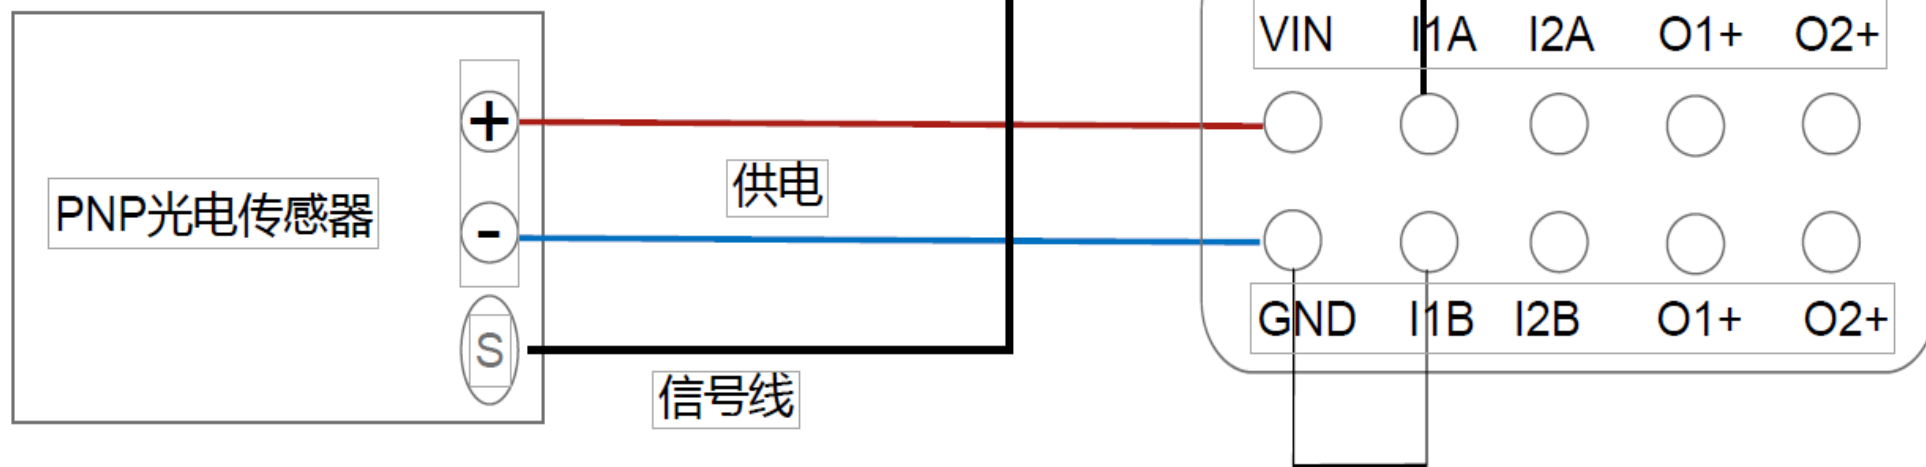 VIN I1A I2A O1+ O2+
+
供电
PNP光电传感器
-
GND I1B I2B O1+ O2+
S
信号线